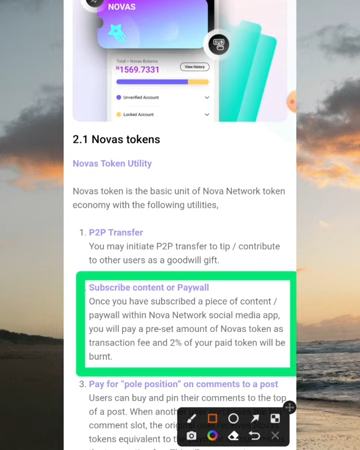 NOVAS
Total – Novas Balance
ᴺ1569.7331
View history
Unverified Account
Locked Account
2.1 Novas tokens
Novas Token Utility
Novas token is the basic unit of Nova Network token
economy with the following utilities,
1. P2P Transfer
You may initiate P2P transfer to tip / contribute
to other users as a goodwill gift.
Subscribe content or Paywall
Once you have subscribed a piece of content /
paywall within Nova Network social media app,
you will pay a pre-set amount of Novas token as
transaction fee and 2% of your paid token will be
burnt.
3. Pay for "pole position" on comments to a post
Users can buy and pin their comments to the top
of a post. When another
comment slot, the
tokens equivalent to